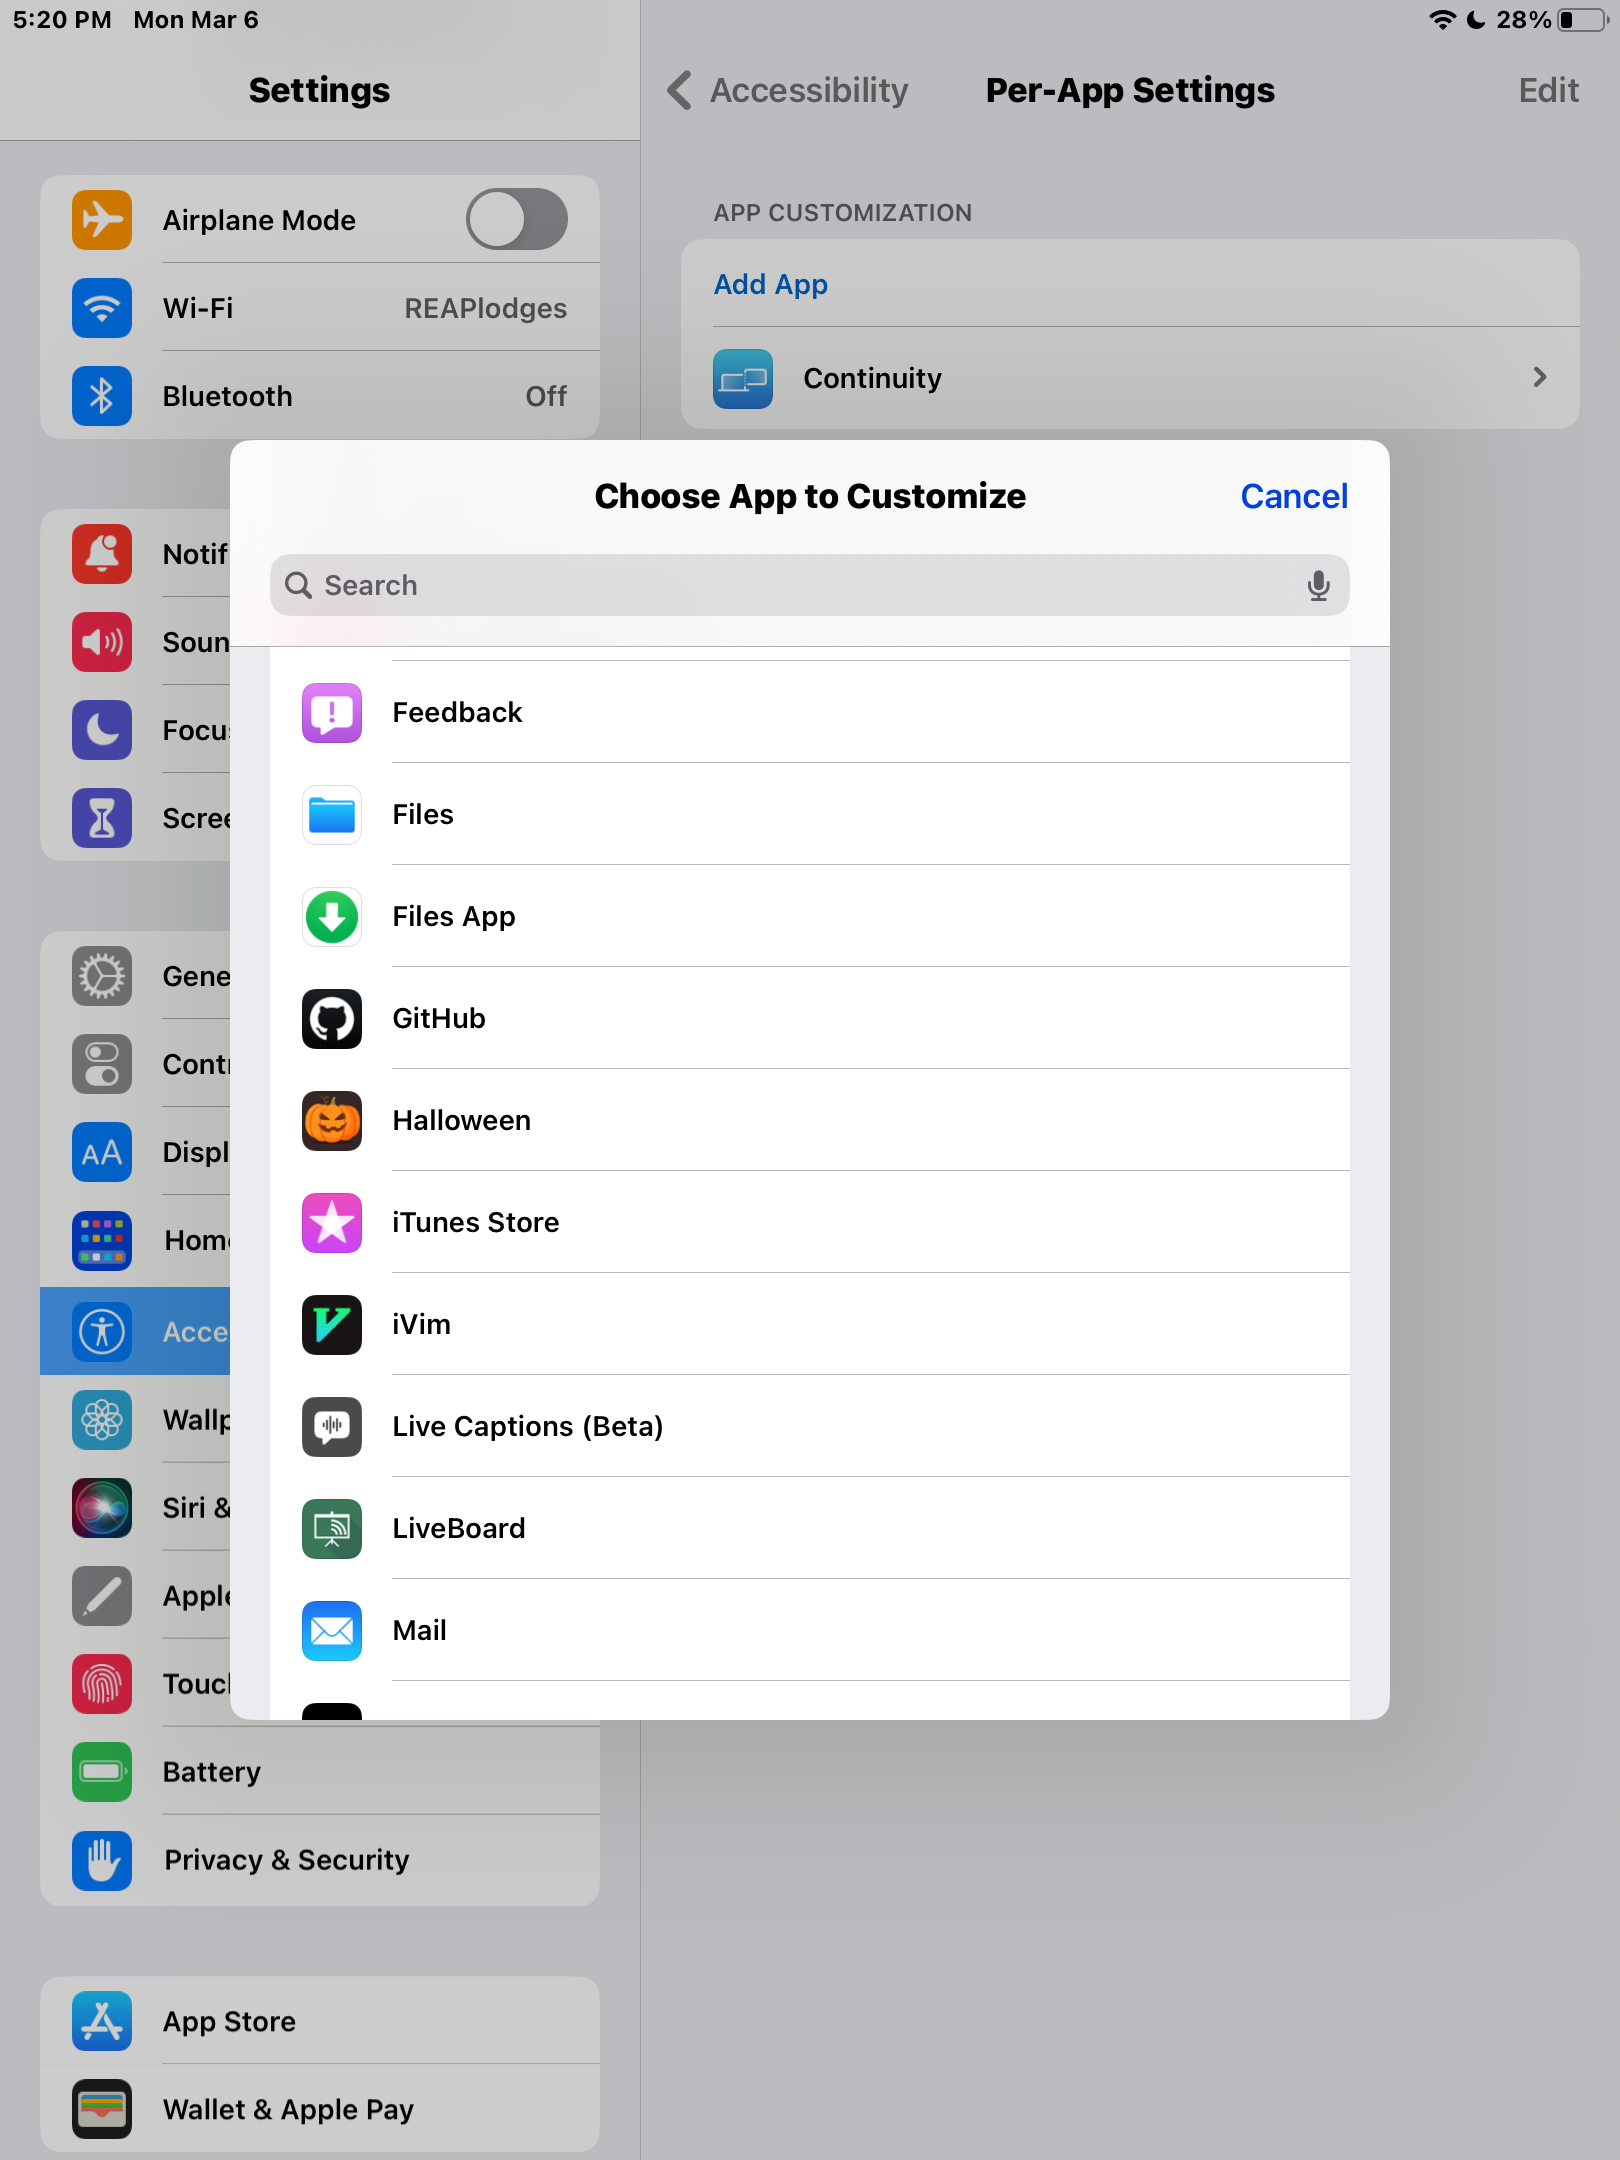 5:20 PM Mon Mar 6
28%
Settings
Airplane Mode
Wi-Fi REAPlodges
Bluetooth Off
Notif
Soun
Focu
Scree
Gene
Cont
Displ
Hom
Acce
Wallp
Siri &
Apple
Touc
Battery
Privacy & Security
App Store
Wallet & Apple Pay
Accessibility Per-App Settings Edit
APP CUSTOMIZATION
Add App
Continuity
Choose App to Customize Cancel
Search
Feedback
Files
Files App
GitHub
Halloween
iTunes Store
iVim
Live Captions (Beta)
LiveBoard
Mail